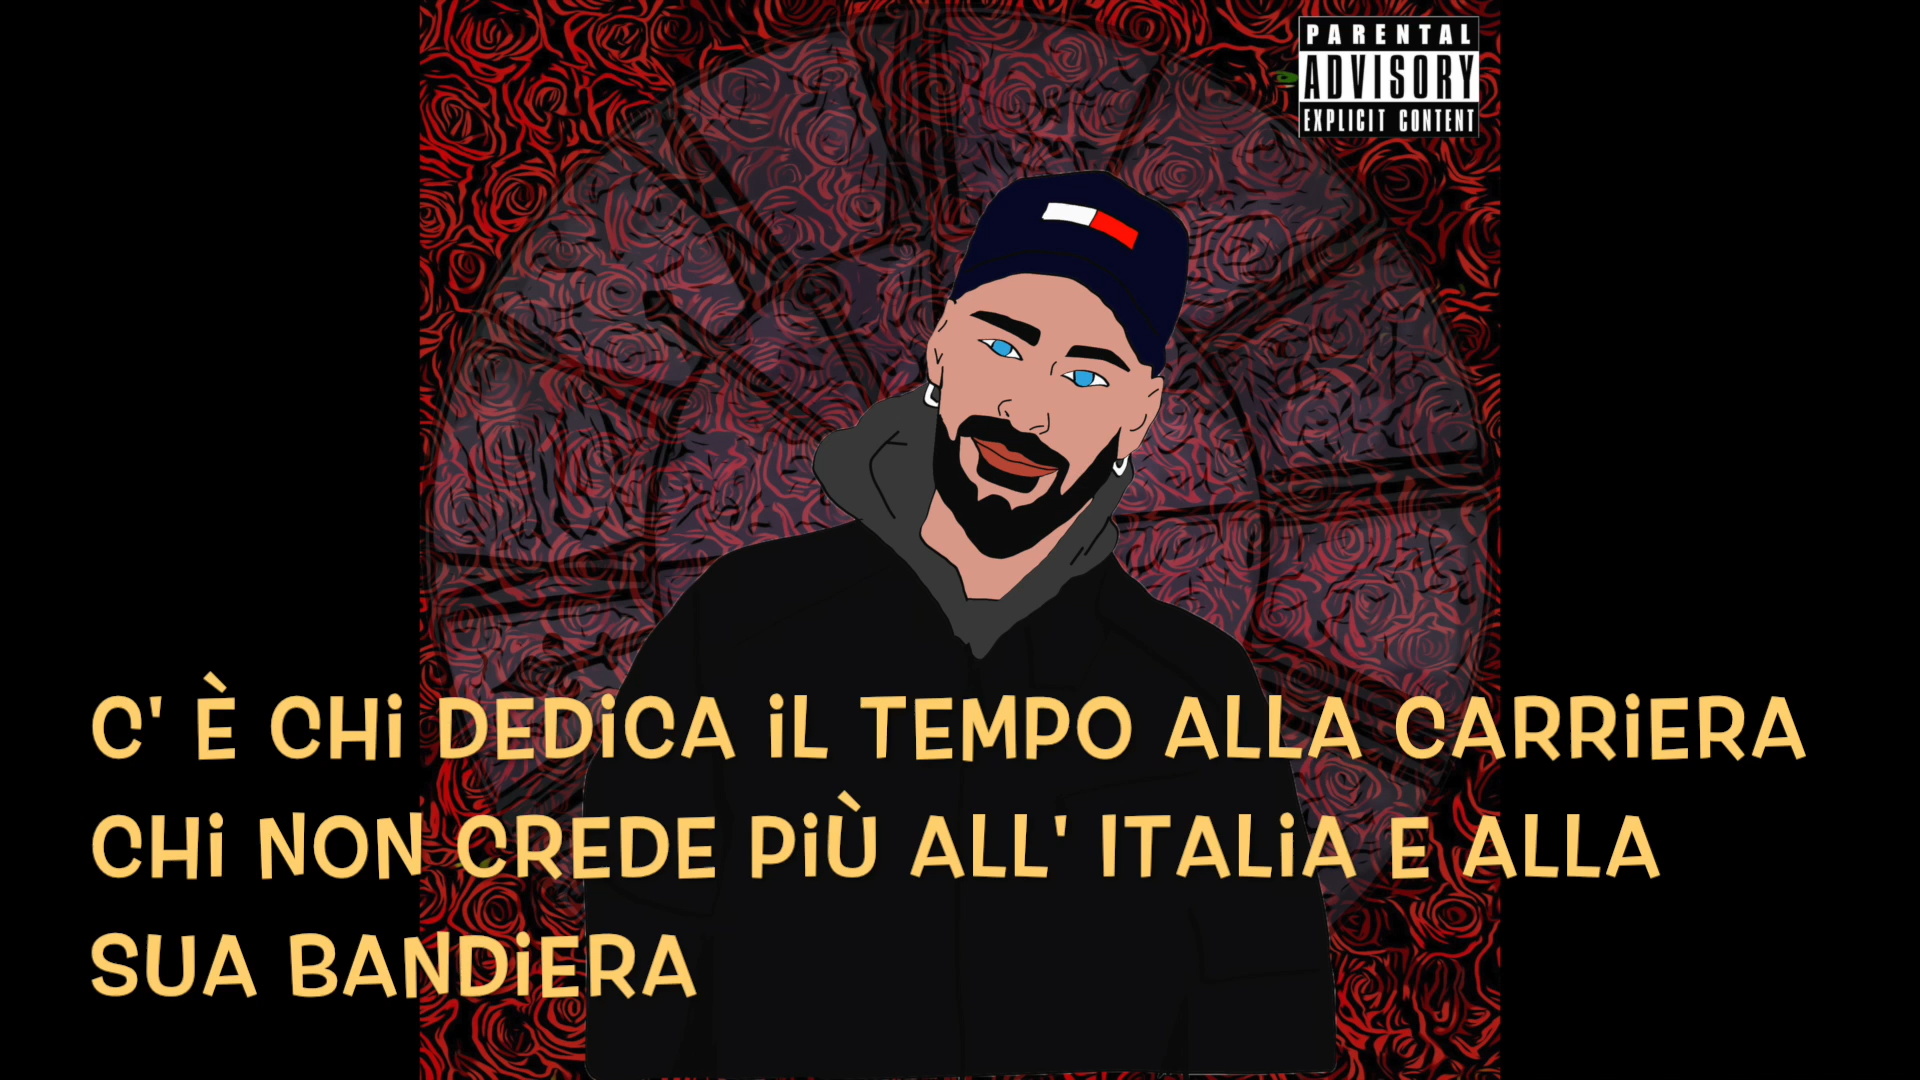 PARENTAL
ADVISORY
EXPLICIT CONTENT
C' È CHi DEDiCA iL TEMPO ALLA CARRiERA
CHi NON CREDE PiÙ ALL' ITALiA E ALLA
SUA BANDiERA